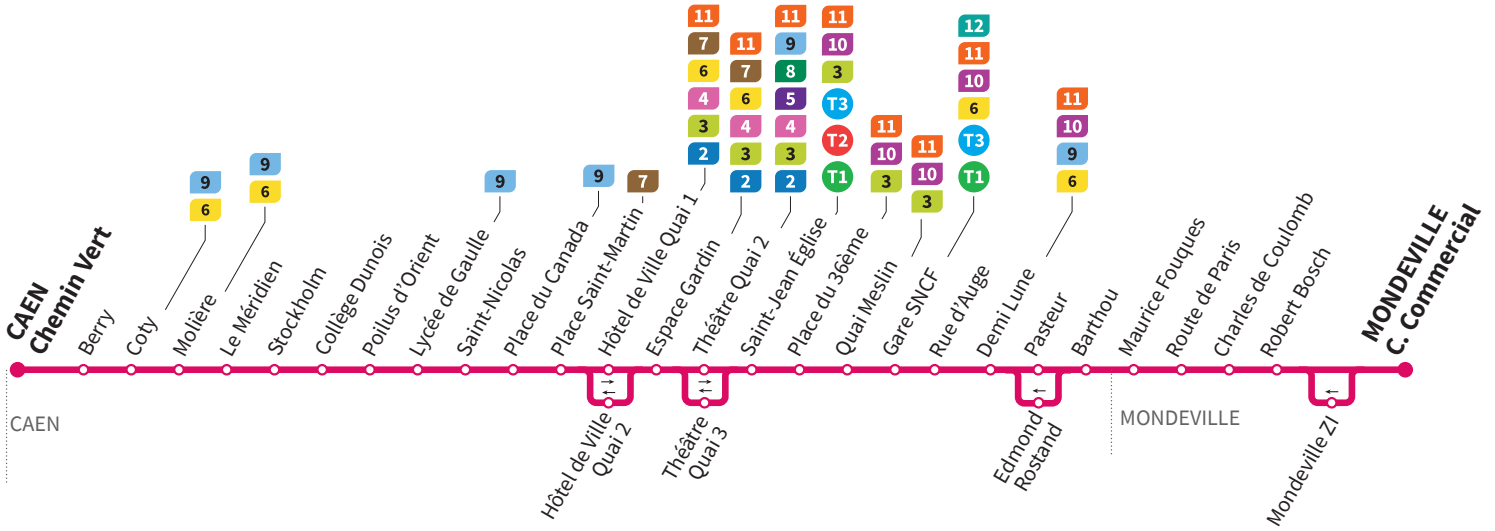 CAEN
Chemin Vert
Berry
9
6
Coty
9
6
Molière
Le Méridien
Stockholm
Collège Dunois
Poilus d'Orient
9
Lycée de Gaulle
Saint-Nicolas
9
Place du Canada
7
Place Saint-Martin
11
7
6
4
3
2
Hôtel de Ville Quai 1
11
7
6
4
3
2
Espace Gardin
11
9
8
5
4
3
2
Théâtre Quai 2
11
10
3
T3
T2
T1
Saint-Jean Église
11
10
3
Place du 36ème
11
10
3
Quai Meslin
12
11
10
6
T3
T1
Gare SNCF
Rue d'Auge
11
10
9
6
Demi Lune
Pasteur
Barthou
Maurice Fouques
Route de Paris
Charles de Coulomb
Robert Bosch
MONDEVILLE
C. Commercial
CAEN
Hôtel de Ville
Quai 2
Théâtre
Quai 3
Edmond
Rostand
MONDEVILLE
Mondeville ZI